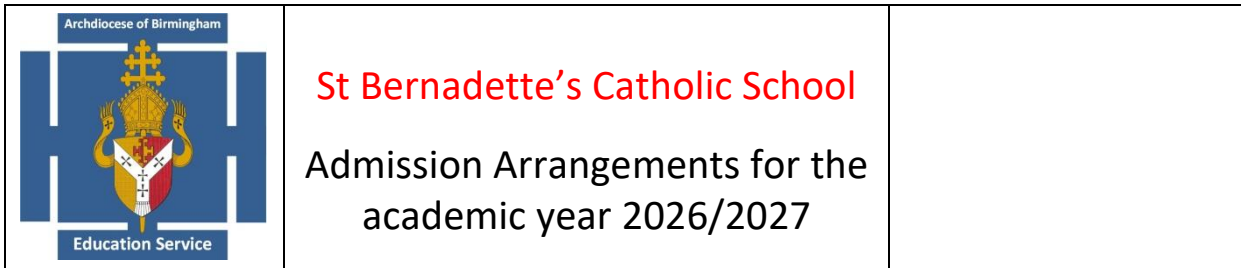 Archdiocese of Birmingham
Education Service
St Bernadette’s Catholic School
Admission Arrangements for the
academic year 2026/2027